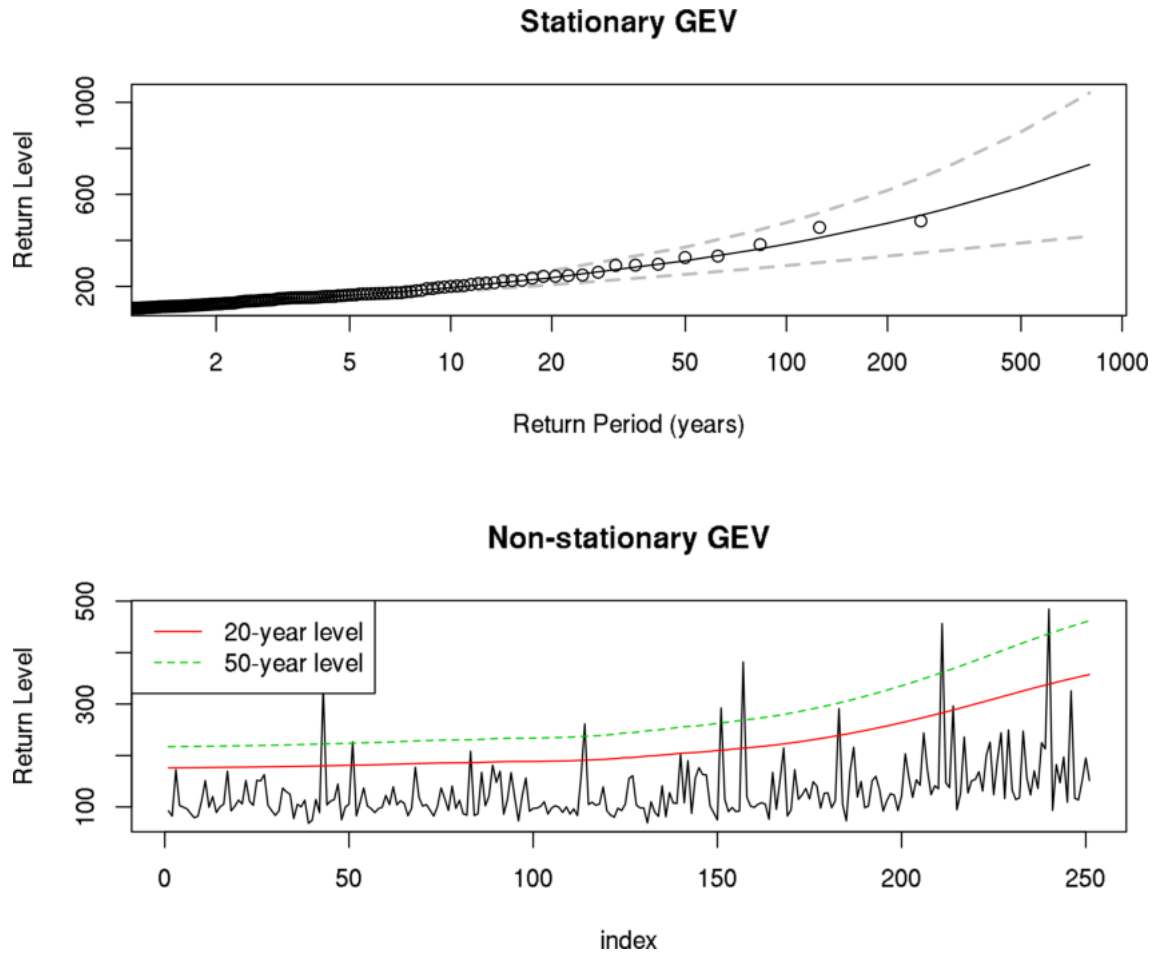 Stationary GEV
Return Level
1000
600
200
2 5 10 20 50 100 200 500 1000
Return Period (years)
Non-stationary GEV
Return Level
500
300
100
20-year level
50-year level
0 50 100 150 200 250
index